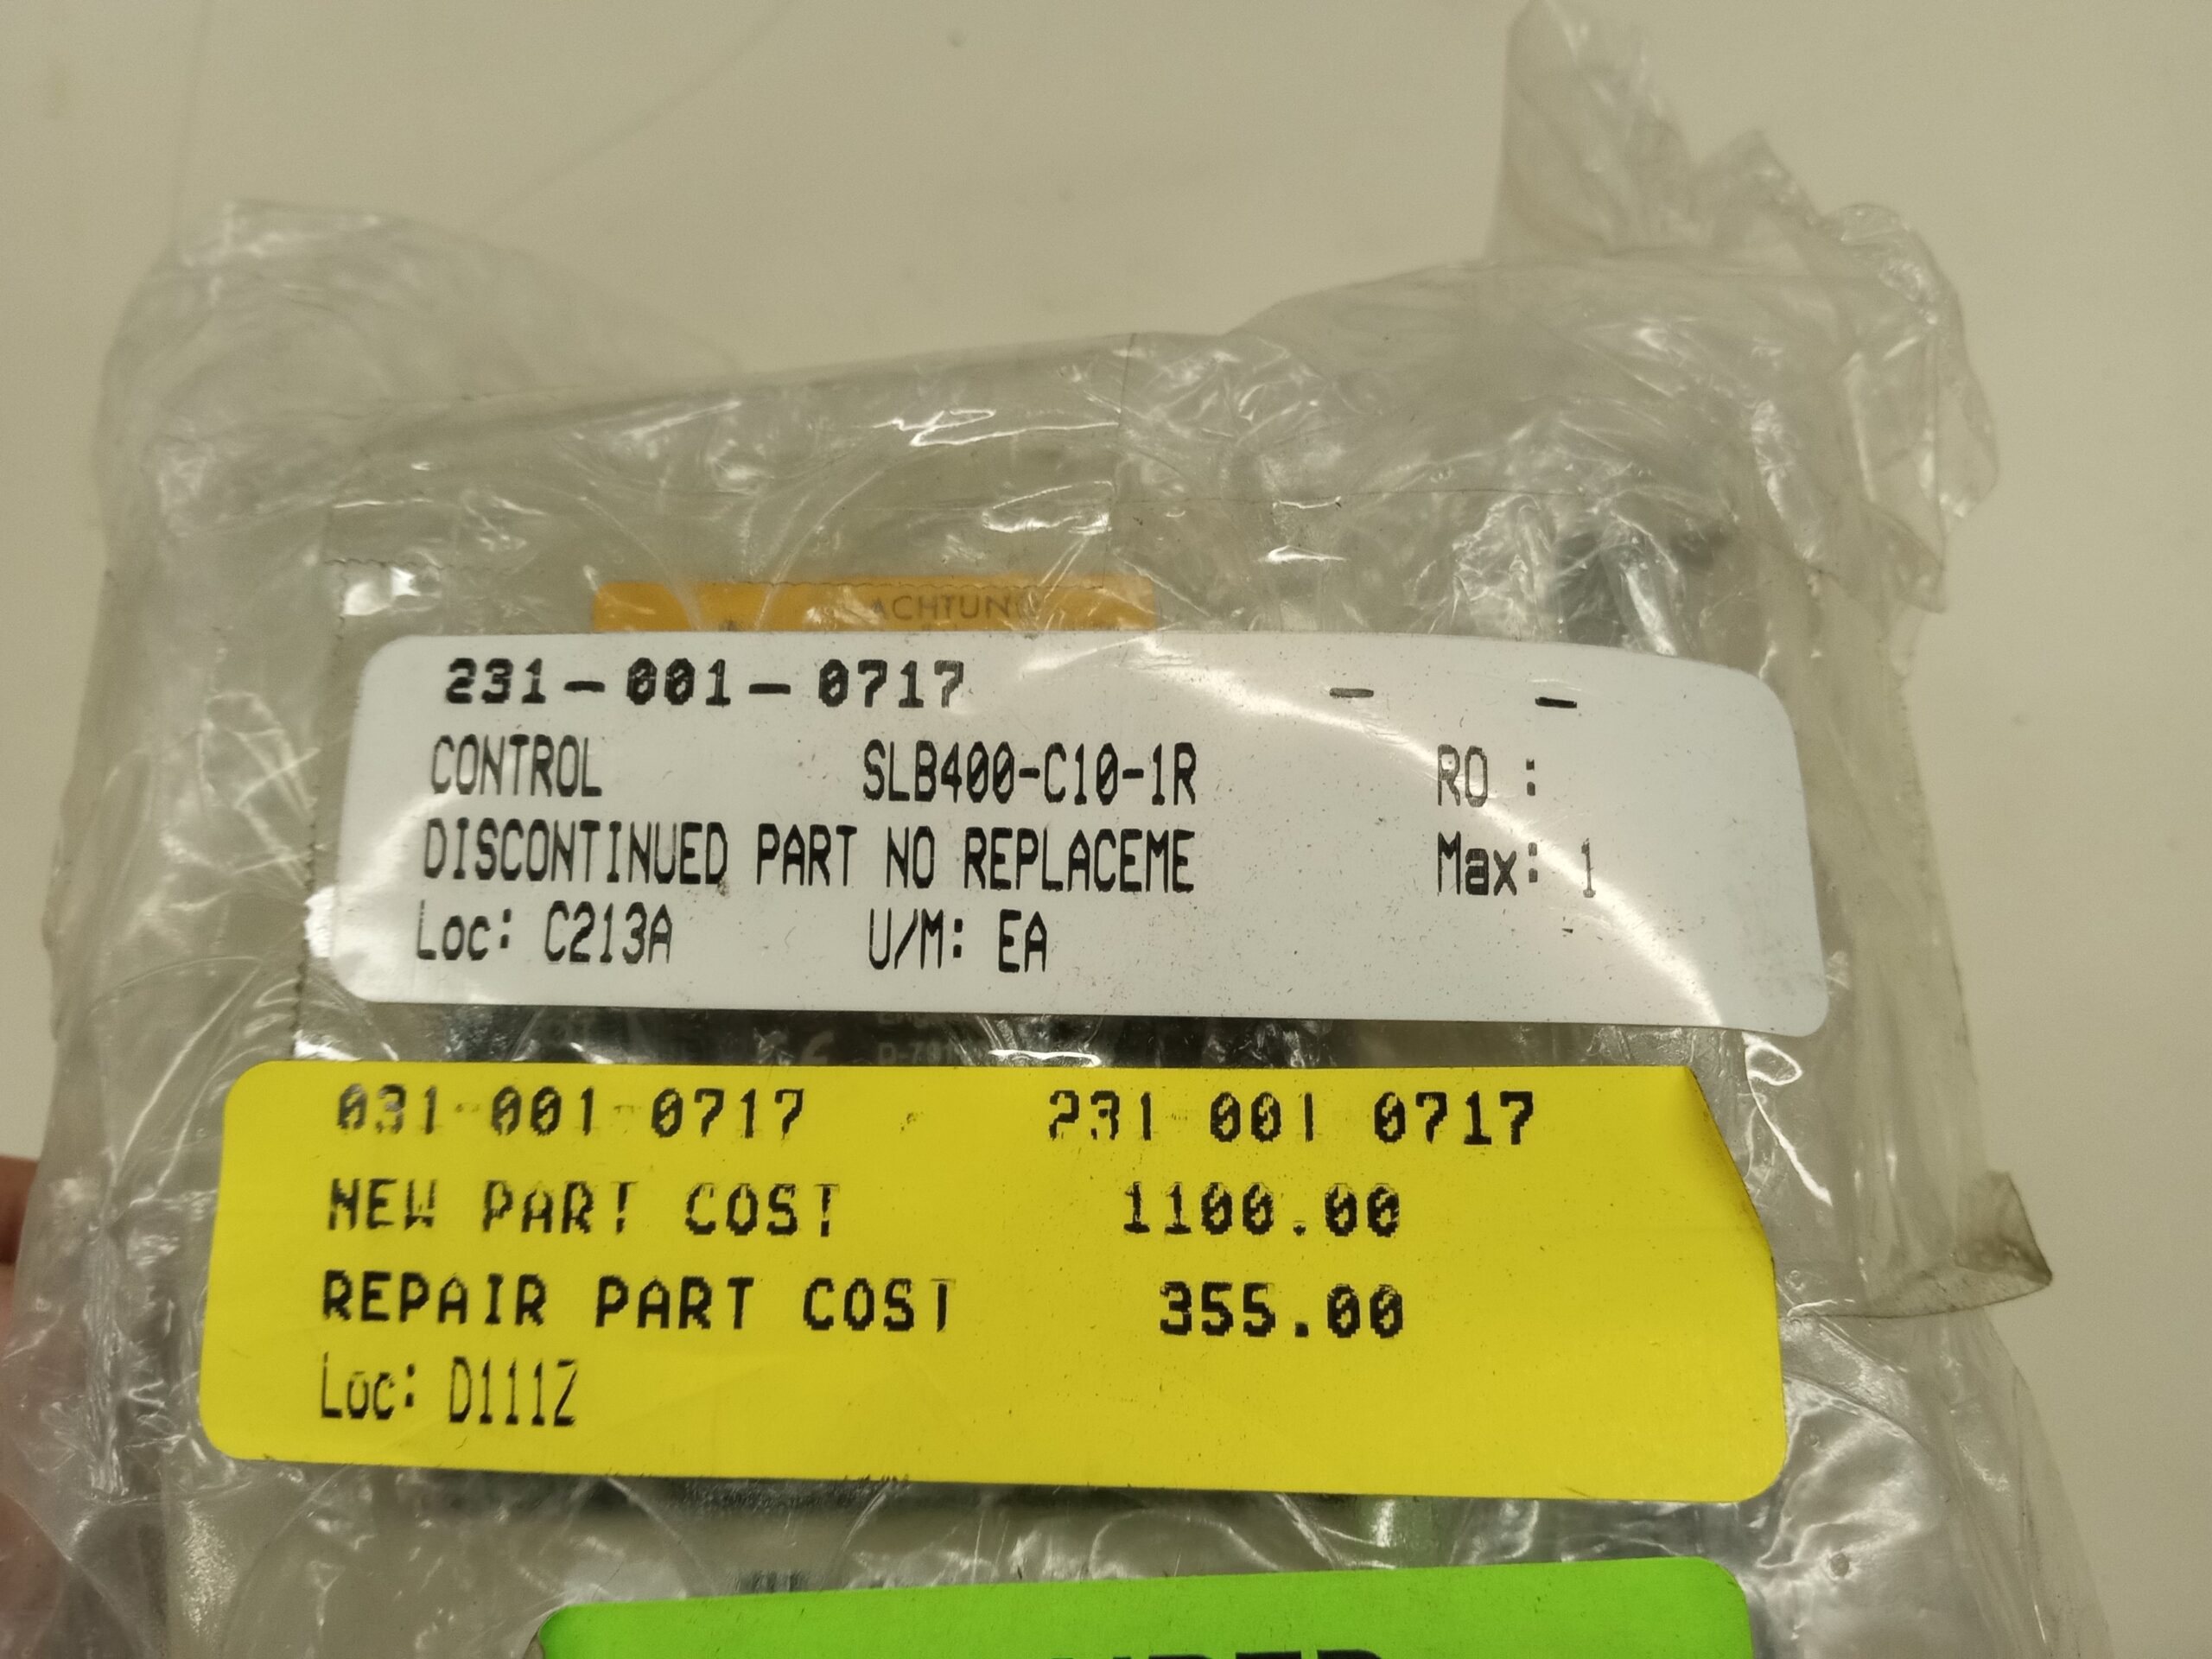 ACHTUNG
231-001-0717 - -
CONTROL SLB400-C10-1R RO :
DISCONTINUED PART NO REPLACEME Max: 1
Loc: C213A U/M: EA
CE
031-001-0717 231 001 0717
NEW PART COST 1100.00
REPAIR PART COST 355.00
Loc: D111Z